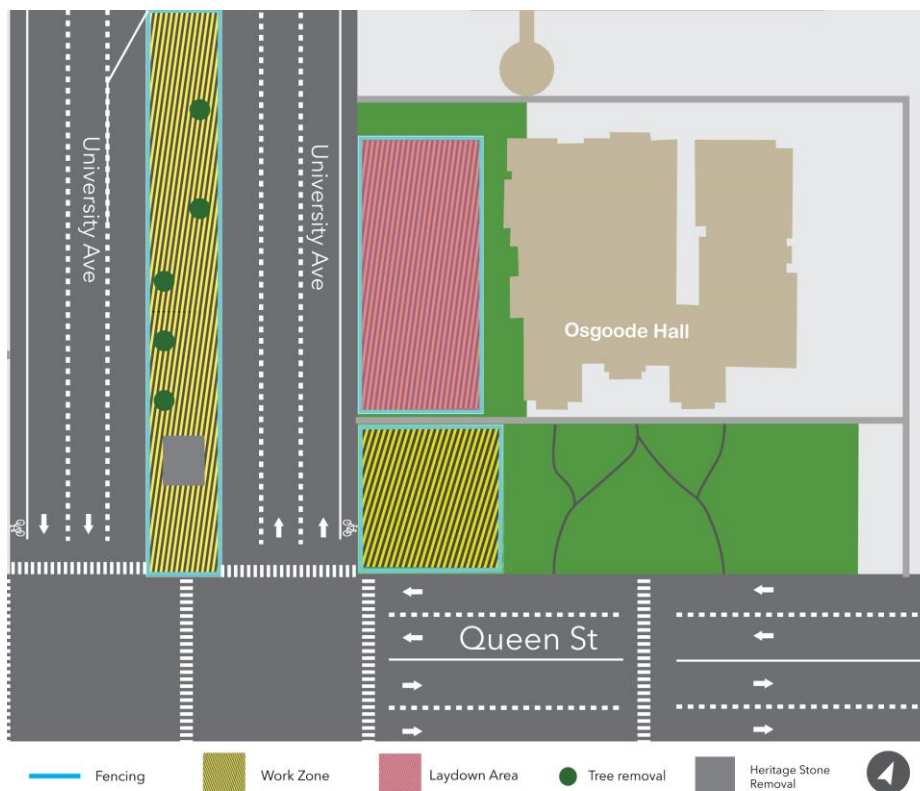 University Ave
University Ave
Osgoode Hall
Queen St
Fencing
Work Zone
Laydown Area
Tree removal
Heritage Stone
Removal